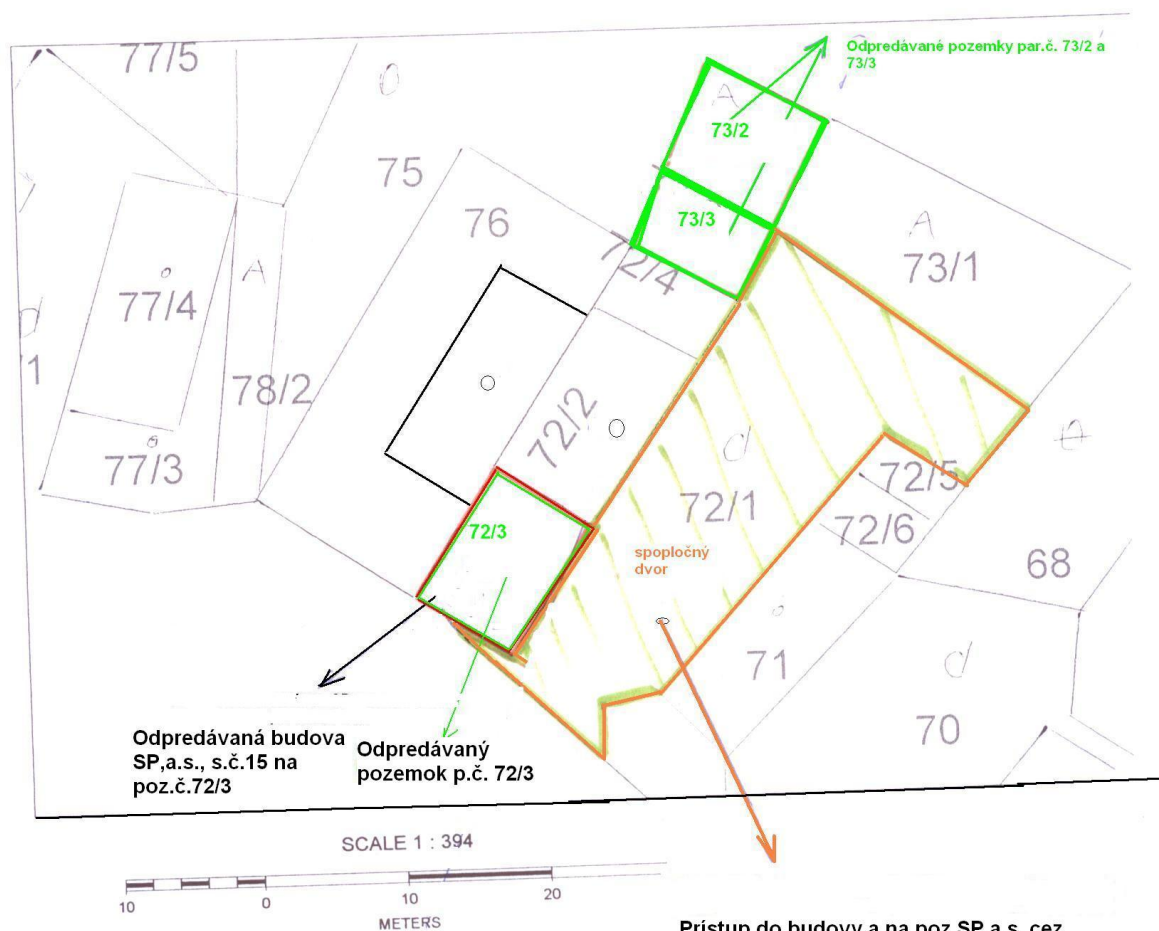 77/5
Odpredávané pozemky par.č. 73/2 a
73/3
A
73/2
75
76
73/3
72/4
A
73/1
77/4
A
78/2
72/2
77/3
72/3
d
72/1
72/5
72/6
68
spopločný
dvor
71
d
70
Odpredávaná budova
SP,a.s., s.č.15 na
poz.č.72/3
Odpredávaný
pozemok p.č. 72/3
SCALE 1 : 394
10 0 10 20
METERS
Prístup do budovy a na poz.SP,a.s. cez